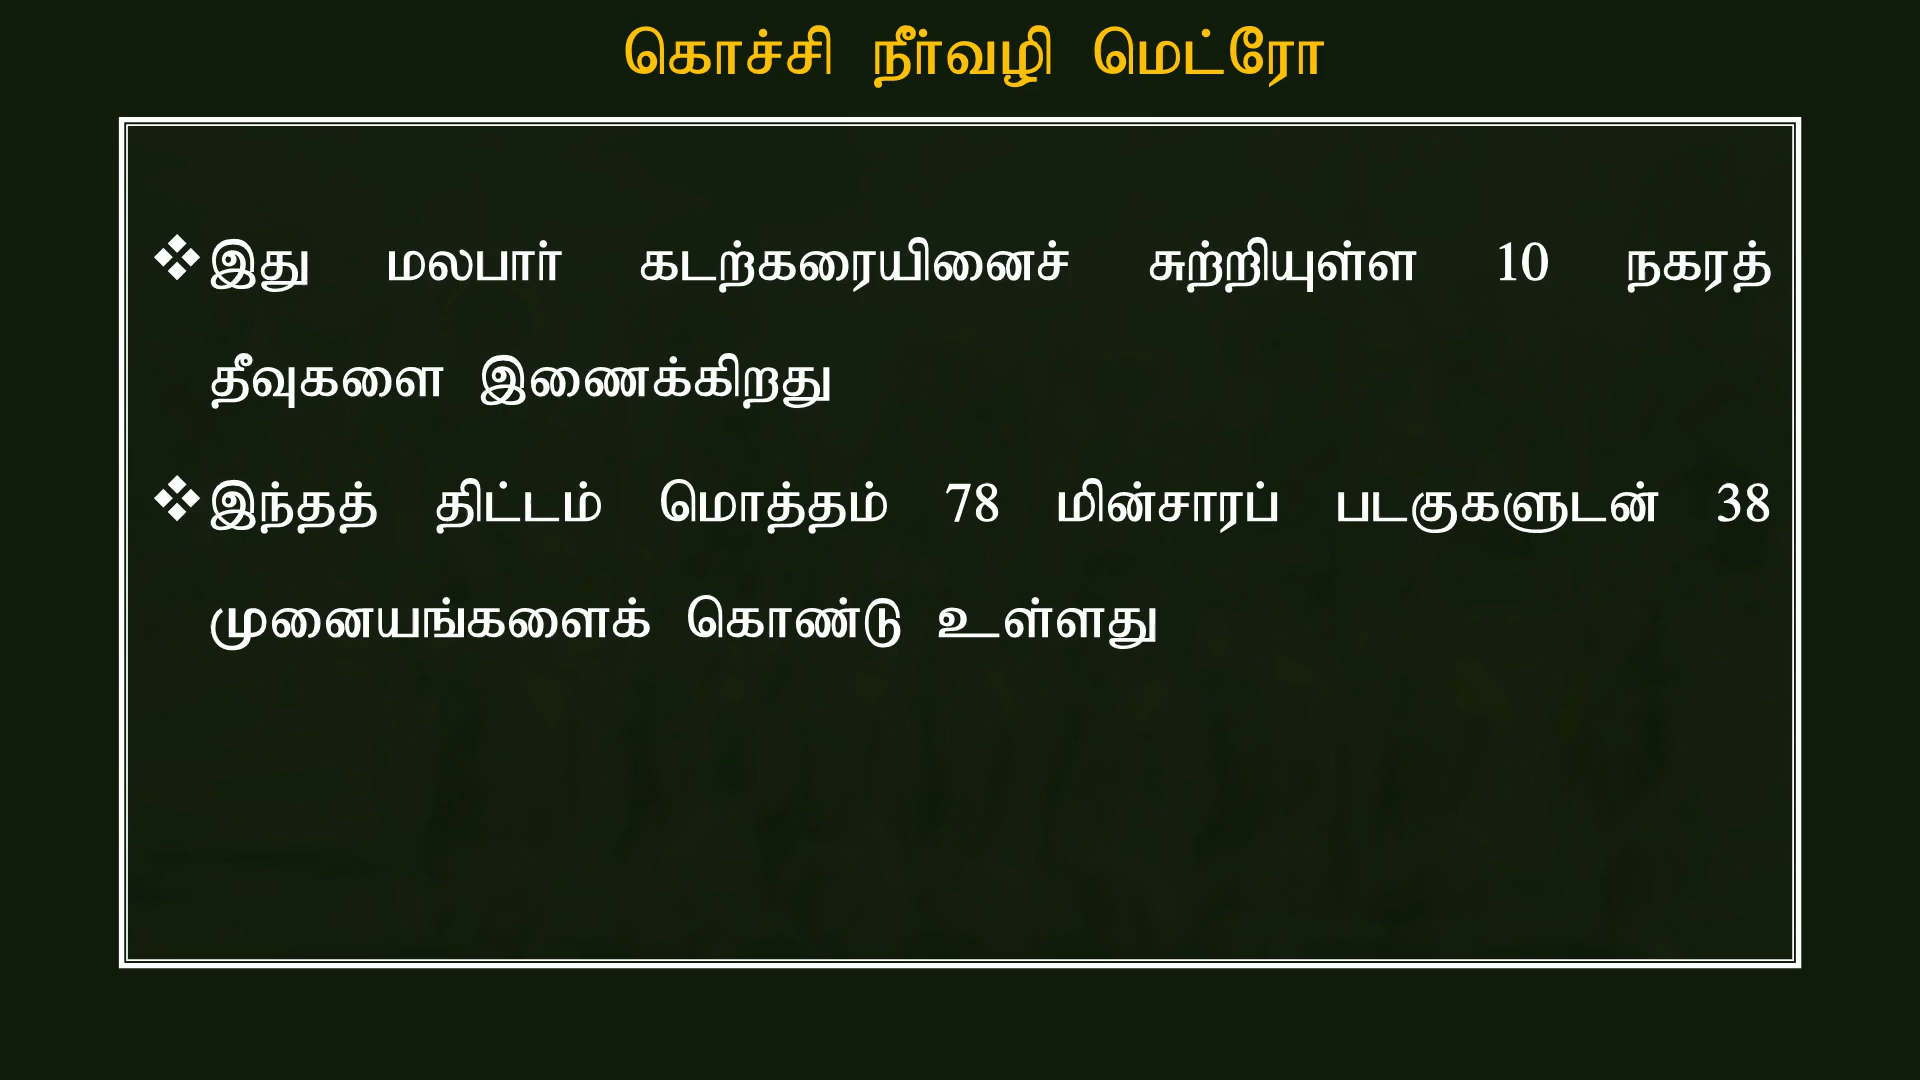 கொச்சி நீர்வழி மெட்ரோ
❖இது மலபார் கடற்கரையினைச் சுற்றியுள்ள 10 நகரத்
தீவுகளை இணைக்கிறது
❖இந்தத் திட்டம் மொத்தம் 78 மின்சாரப் படகுகளுடன் 38
முனையங்களைக் கொண்டு உள்ளது